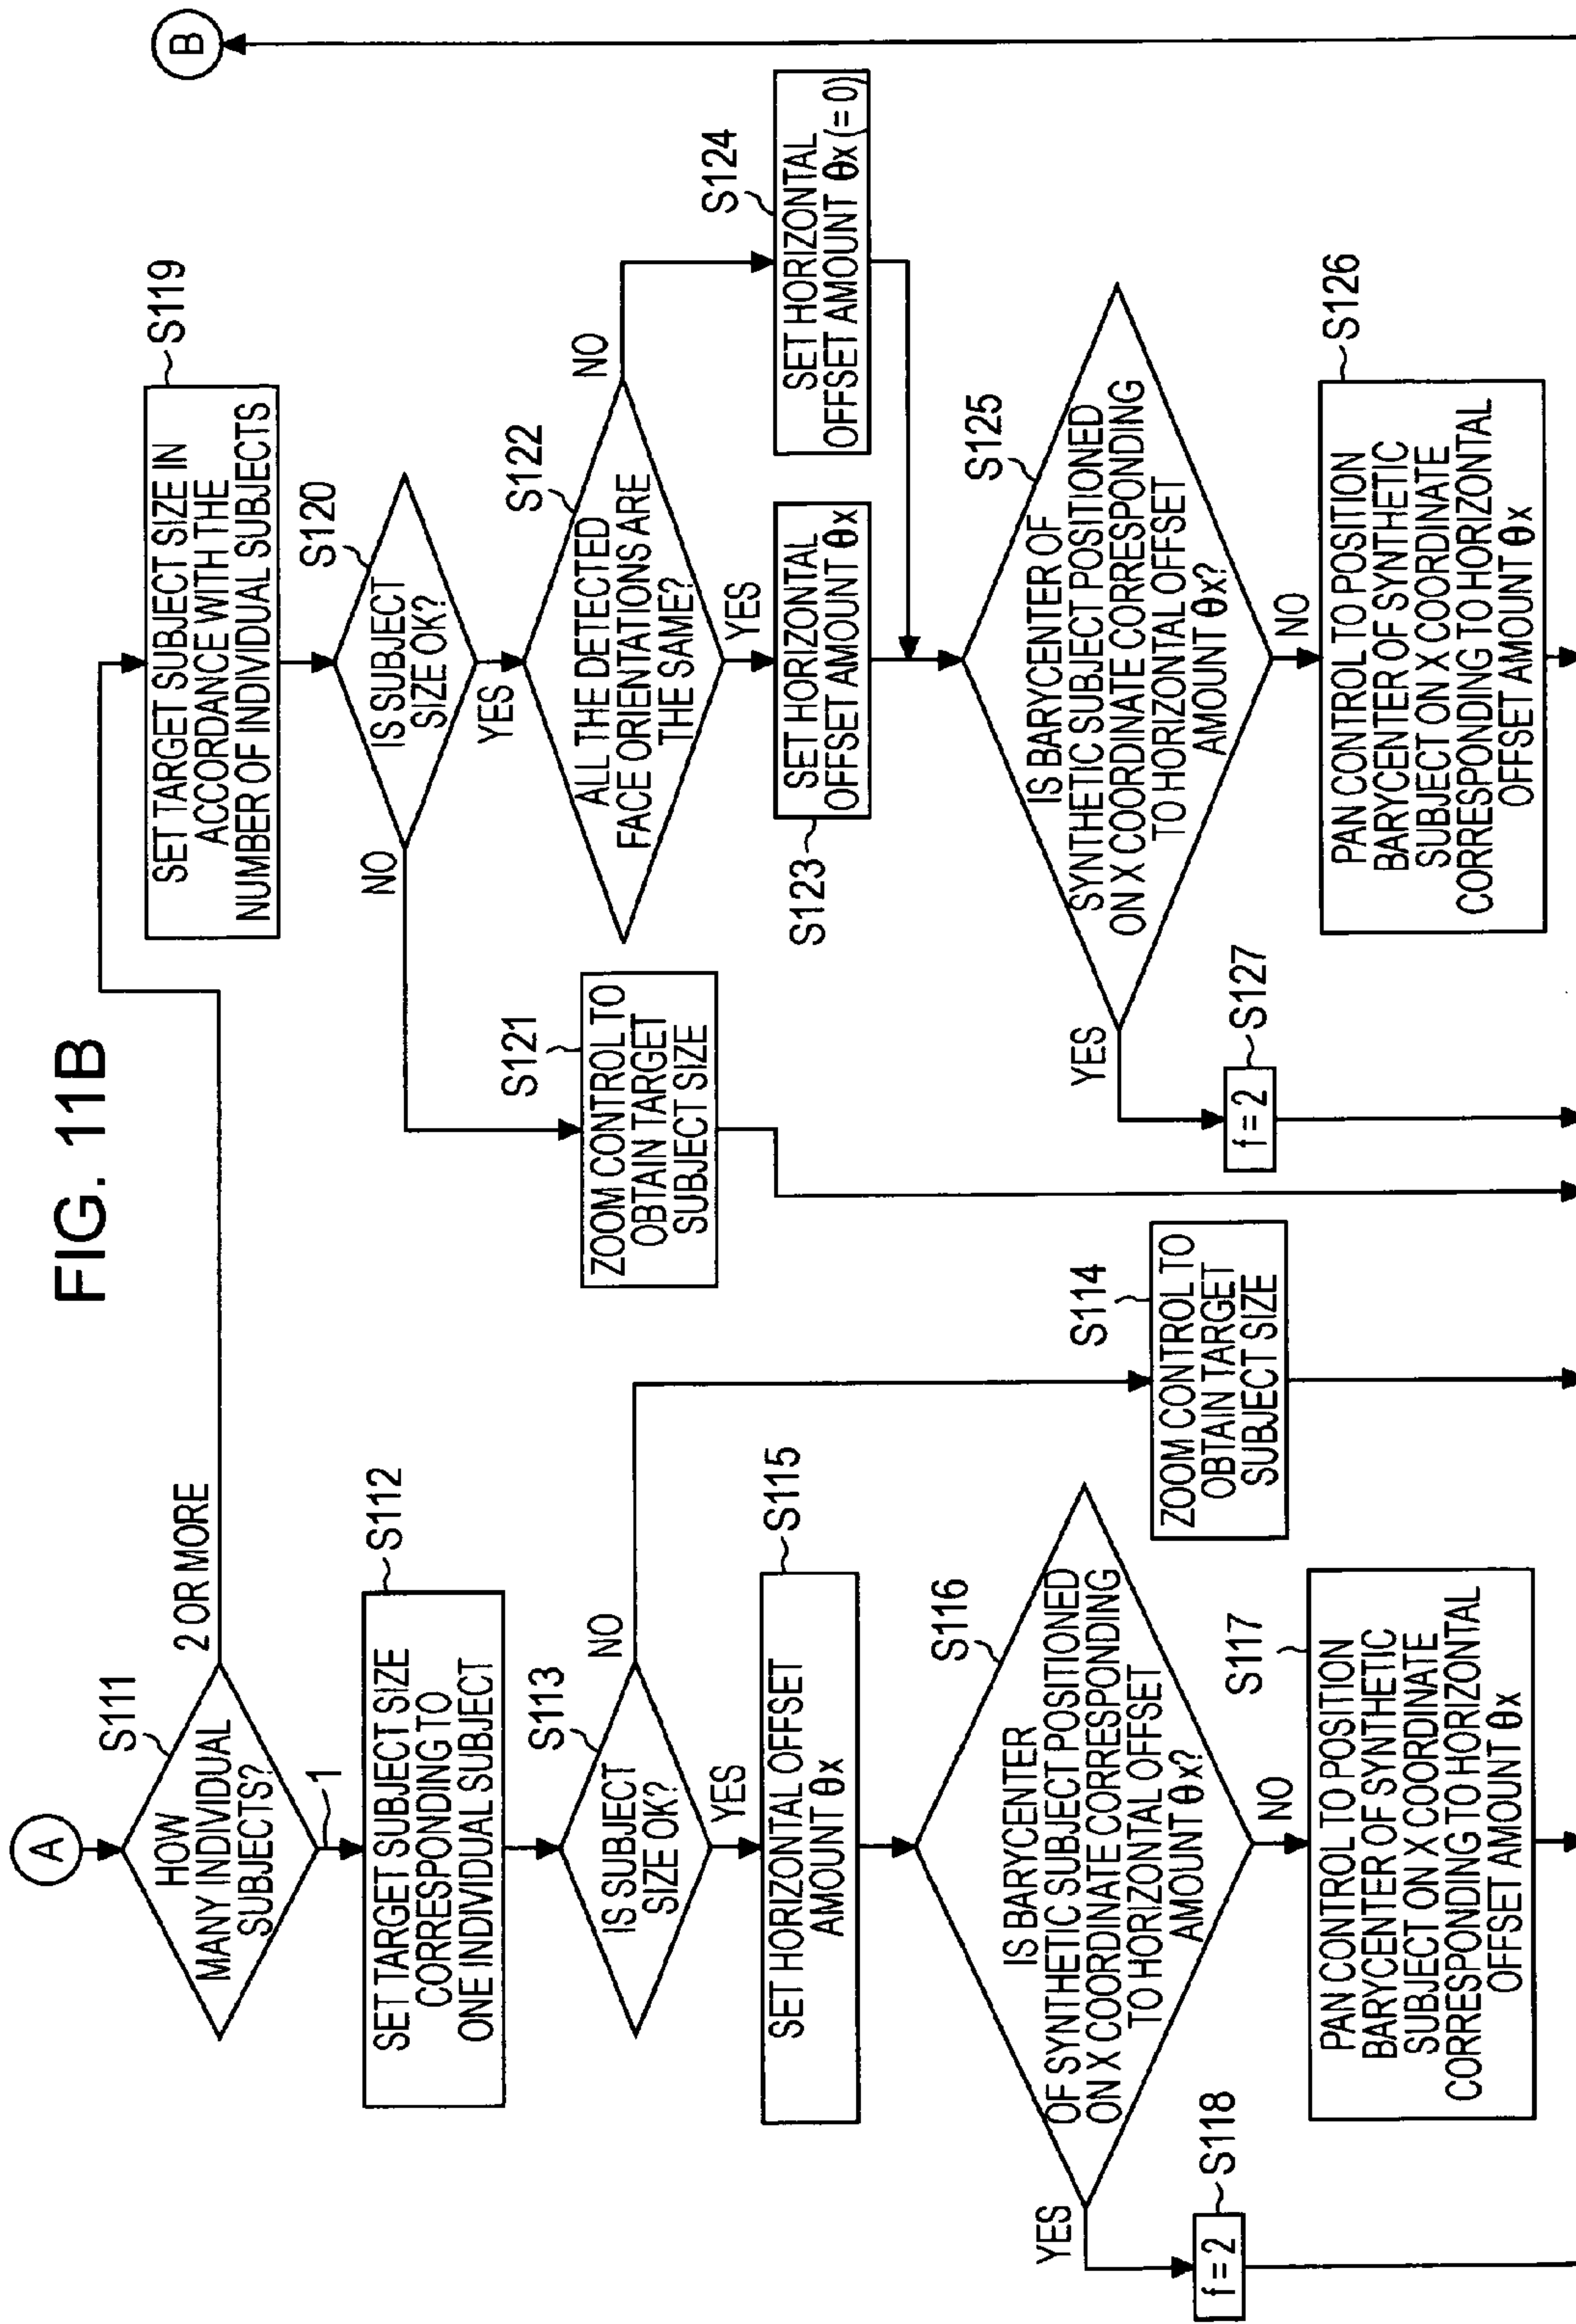 FIG. 11B
A
S111
HOW
MANY INDIVIDUAL
SUBJECTS?
2 OR MORE
1
S112
SET TARGET SUBJECT SIZE
CORRESPONDING TO
ONE INDIVIDUAL SUBJECT
S113
IS SUBJECT
SIZE OK?
NO
YES
S114
ZOOM CONTROL TO
OBTAIN TARGET
SUBJECT SIZE
S115
SET HORIZONTAL OFFSET
AMOUNT θx
S116
IS BARYCENTER
OF SYNTHETIC SUBJECT POSITIONED
ON X COORDINATE CORRESPONDING
TO HORIZONTAL OFFSET
AMOUNT θx?
YES
NO
S118
f = 2
S117
PAN CONTROL TO POSITION
BARYCENTER OF SYNTHETIC
SUBJECT ON X COORDINATE
CORRESPONDING TO HORIZONTAL
OFFSET AMOUNT θx
S119
SET TARGET SUBJECT SIZE IN
ACCORDANCE WITH THE
NUMBER OF INDIVIDUAL SUBJECTS
S120
IS SUBJECT
SIZE OK?
NO
YES
S121
ZOOM CONTROL TO
OBTAIN TARGET
SUBJECT SIZE
S122
ALL THE DETECTED
FACE ORIENTATIONS ARE
THE SAME?
NO
YES
S123
SET HORIZONTAL
OFFSET AMOUNT θx
S124
SET HORIZONTAL
OFFSET AMOUNT θx (= 0)
S125
IS BARYCENTER OF
SYNTHETIC SUBJECT POSITIONED
ON X COORDINATE CORRESPONDING
TO HORIZONTAL OFFSET
AMOUNT θx?
YES
NO
S127
f = 2
S126
PAN CONTROL TO POSITION
BARYCENTER OF SYNTHETIC
SUBJECT ON X COORDINATE
CORRESPONDING TO HORIZONTAL
OFFSET AMOUNT θx
B